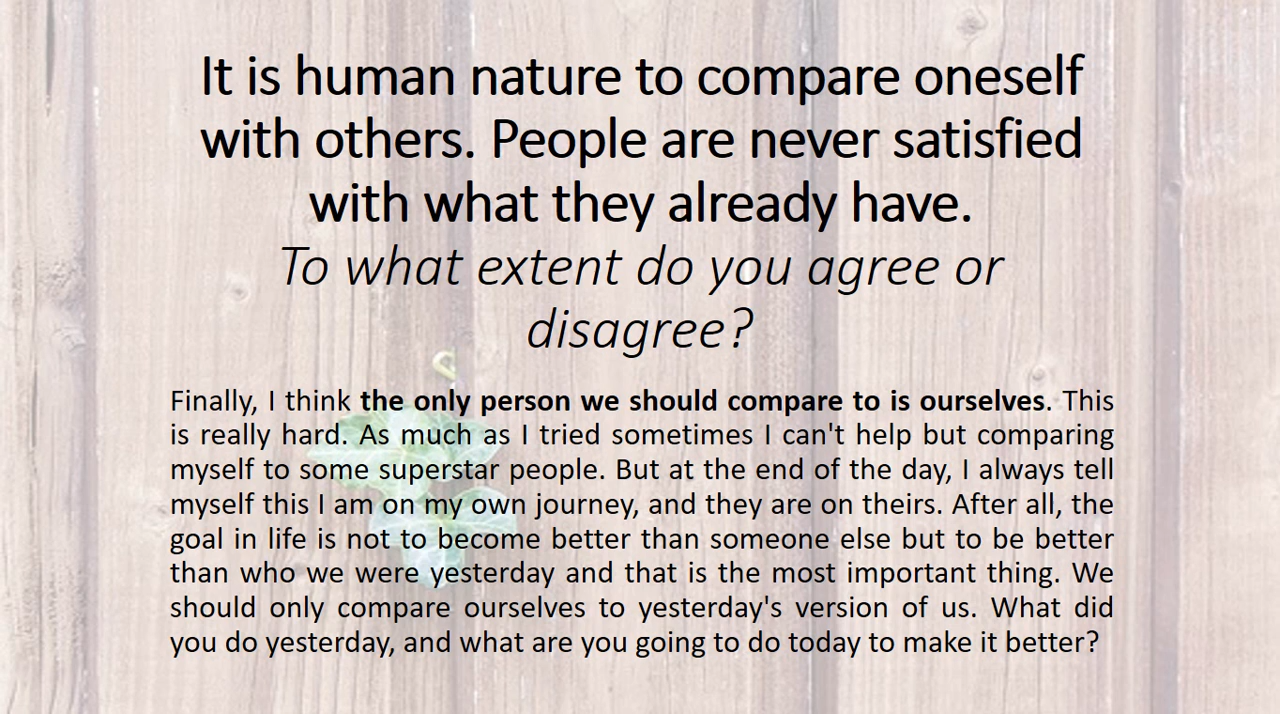 It is human nature to compare oneself
with others. People are never satisfied
with what they already have.
To what extent do you agree or
disagree?
Finally, I think the only person we should compare to is ourselves. This
is really hard. As much as I tried sometimes I can't help but comparing
myself to some superstar people. But at the end of the day, I always tell
myself this I am on my own journey, and they are on theirs. After all, the
goal in life is not to become better than someone else but to be better
than who we were yesterday and that is the most important thing. We
should only compare ourselves to yesterday's version of us. What did
you do yesterday, and what are you going to do today to make it better?